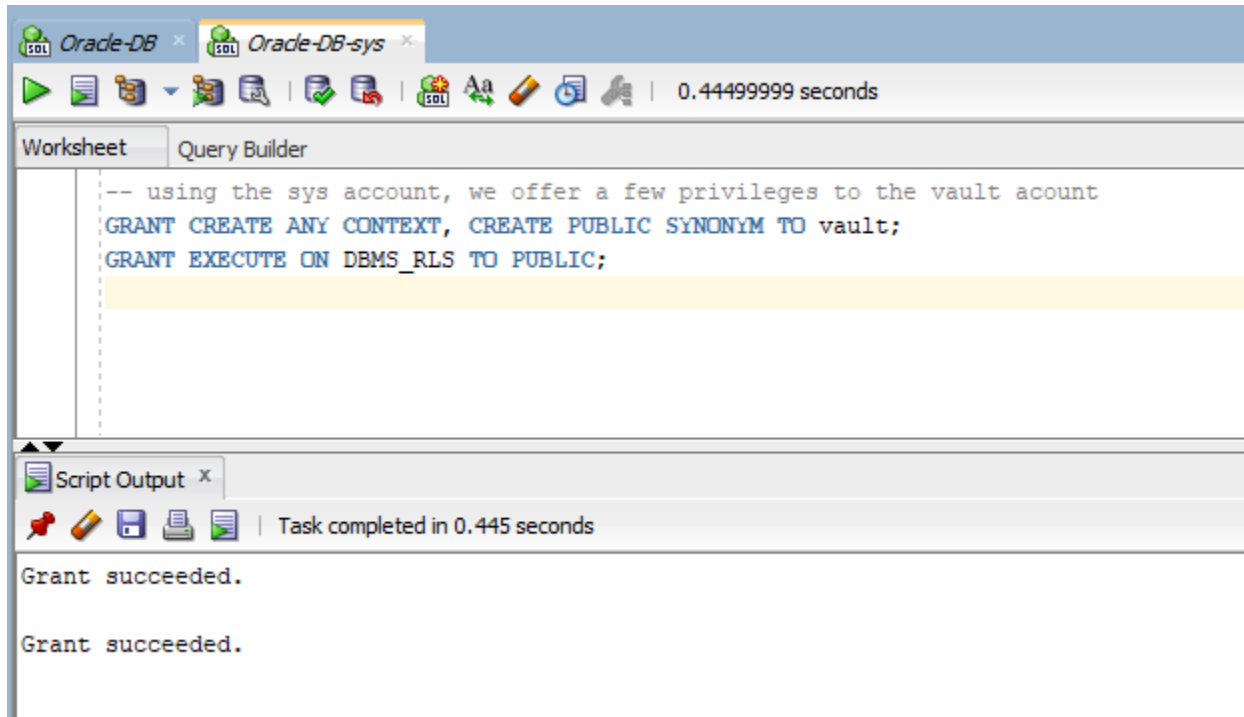 Oracle-DB Oracle-DB-sys
0.44499999 seconds
Worksheet Query Builder
-- using the sys account, we offer a few privileges to the vault acount
GRANT CREATE ANY CONTEXT, CREATE PUBLIC SYNONYM TO vault;
GRANT EXECUTE ON DBMS_RLS TO PUBLIC;
Script Output x
Task completed in 0.445 seconds
Grant succeeded.
Grant succeeded.